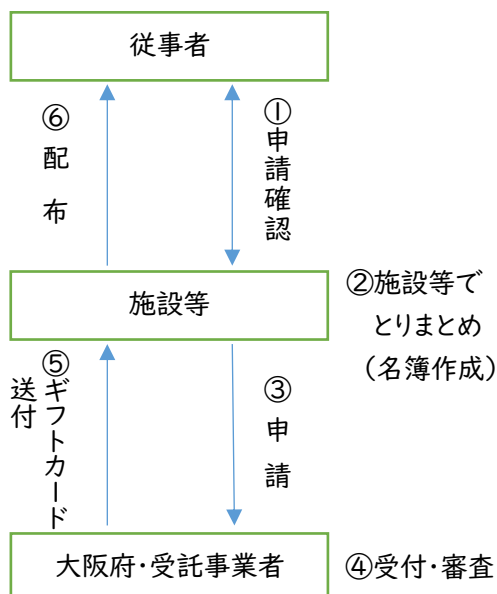 従事者
⑥配布
①申請確認
施設等
②施設等で
とりまとめ
(名簿作成)
⑤ギフトカード
送付
③申請
大阪府・受託事業者
④受付・審査